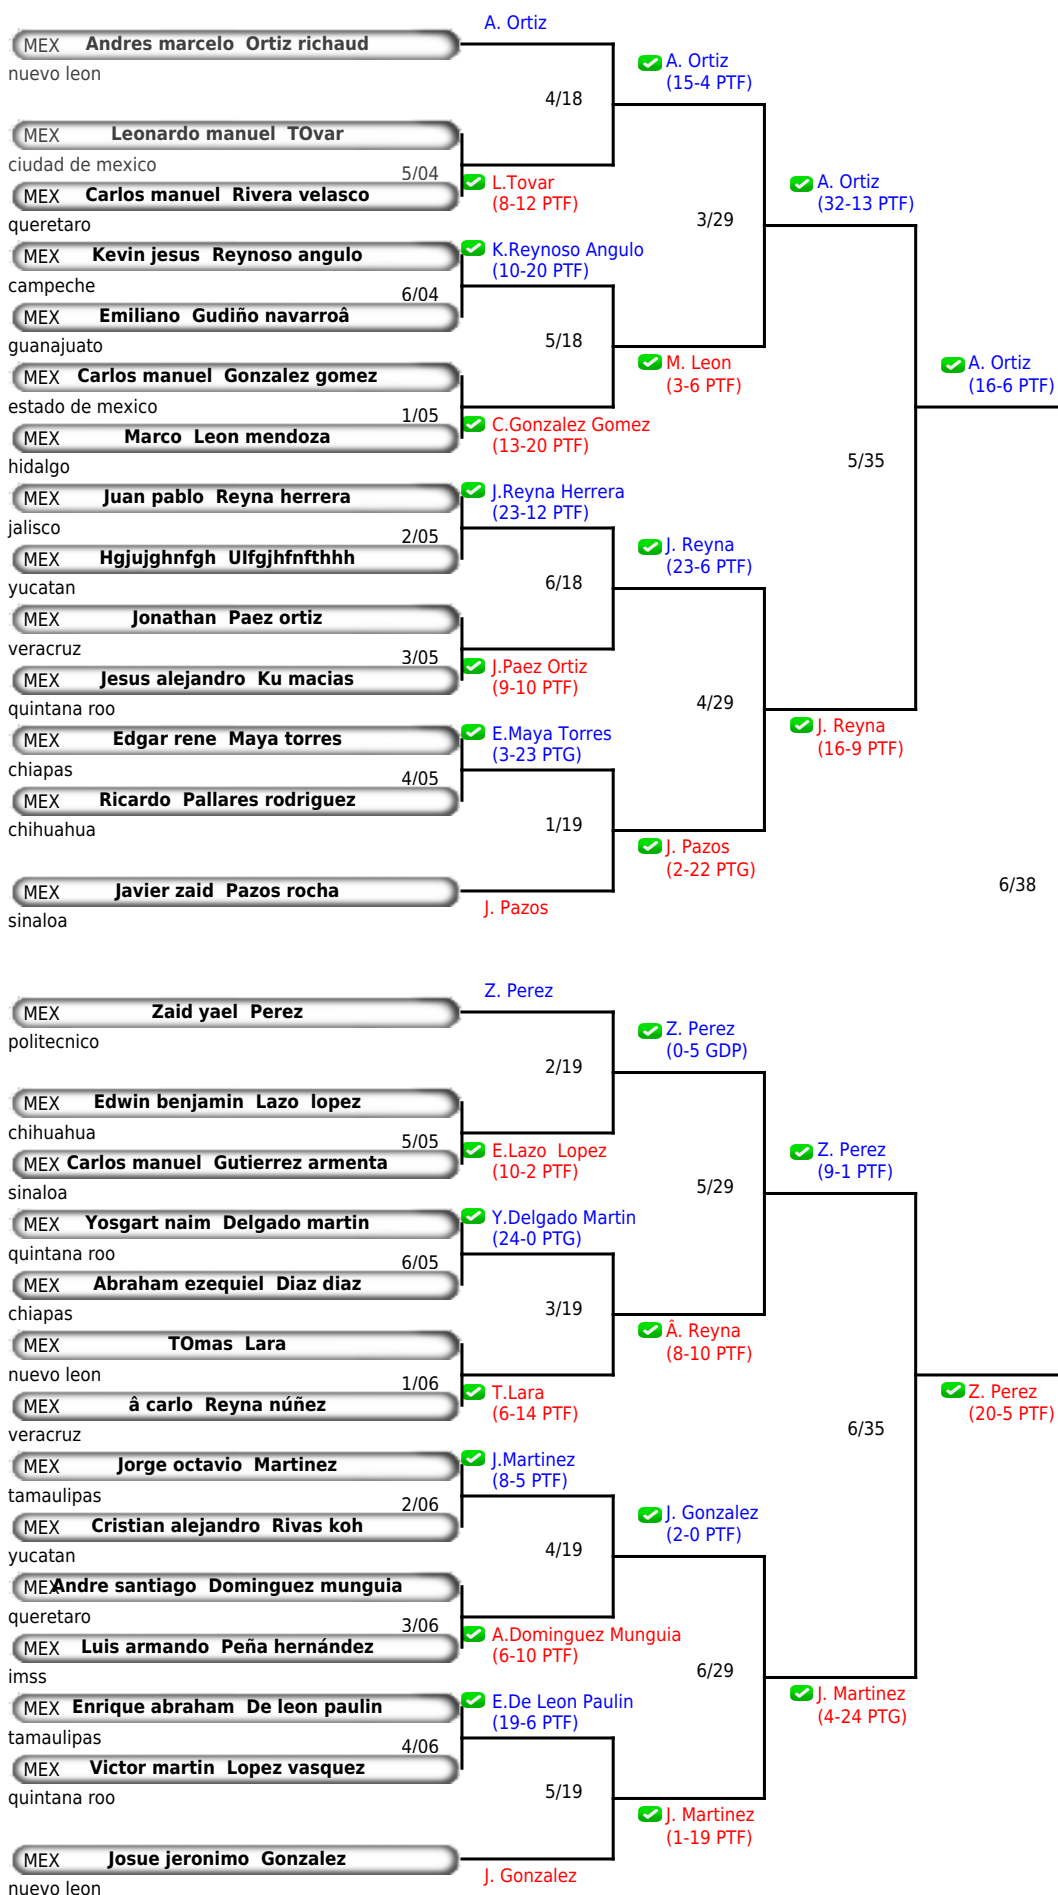 A. Ortiz
MEX Andres marcelo Ortiz richaud
nuevo leon
A. Ortiz
(15-4 PTF)
4/18
MEX Leonardo manuel TOvar
ciudad de mexico
5/04
L.Tovar
(8-12 PTF)
MEX Carlos manuel Rivera velasco
queretaro
A. Ortiz
(32-13 PTF)
3/29
MEX Kevin jesus Reynoso angulo
campeche
K.Reynoso Angulo
(10-20 PTF)
6/04
MEX Emiliano Gudiño navarroâ
guanajuato
5/18
M. Leon
(3-6 PTF)
MEX Carlos manuel Gonzalez gomez
estado de mexico
1/05
C.Gonzalez Gomez
(13-20 PTF)
MEX Marco Leon mendoza
hidalgo
A. Ortiz
(16-6 PTF)
5/35
MEX Juan pablo Reyna herrera
jalisco
J.Reyna Herrera
(23-12 PTF)
2/05
MEX Hgjujghnfgh Ulfgjhfnfthhh
yucatan
J. Reyna
(23-6 PTF)
6/18
MEX Jonathan Paez ortiz
veracruz
3/05
J.Paez Ortiz
(9-10 PTF)
MEX Jesus alejandro Ku macias
quintana roo
4/29
J. Reyna
(16-9 PTF)
MEX Edgar rene Maya torres
chiapas
E.Maya Torres
(3-23 PTG)
4/05
MEX Ricardo Pallares rodriguez
chihuahua
1/19
J. Pazos
(2-22 PTG)
MEX Javier zaid Pazos rocha
sinaloa
J. Pazos
6/38
Z. Perez
MEX Zaid yael Perez
politecnico
Z. Perez
(0-5 GDP)
2/19
MEX Edwin benjamin Lazo lopez
chihuahua
5/05
E.Lazo Lopez
(10-2 PTF)
MEX Carlos manuel Gutierrez armenta
sinaloa
Z. Perez
(9-1 PTF)
5/29
MEX Yosgart naim Delgado martin
quintana roo
Y.Delgado Martin
(24-0 PTG)
6/05
MEX Abraham ezequiel Diaz diaz
chiapas
3/19
Â. Reyna
(8-10 PTF)
MEX TOmas Lara
nuevo leon
1/06
T.Lara
(6-14 PTF)
MEX â carlo Reyna núñez
veracruz
Z. Perez
(20-5 PTF)
6/35
MEX Jorge octavio Martinez
tamaulipas
J.Martinez
(8-5 PTF)
2/06
MEX Cristian alejandro Rivas koh
yucatan
J. Gonzalez
(2-0 PTF)
4/19
MEX Andre santiago Dominguez munguia
queretaro
3/06
A.Dominguez Munguia
(6-10 PTF)
MEX Luis armando Peña hernández
imss
6/29
J. Martinez
(4-24 PTG)
MEX Enrique abraham De leon paulin
tamaulipas
E.De Leon Paulin
(19-6 PTF)
4/06
MEX Victor martin Lopez vasquez
quintana roo
5/19
J. Martinez
(1-19 PTF)
MEX Josue jeronimo Gonzalez
nuevo leon
J. Gonzalez